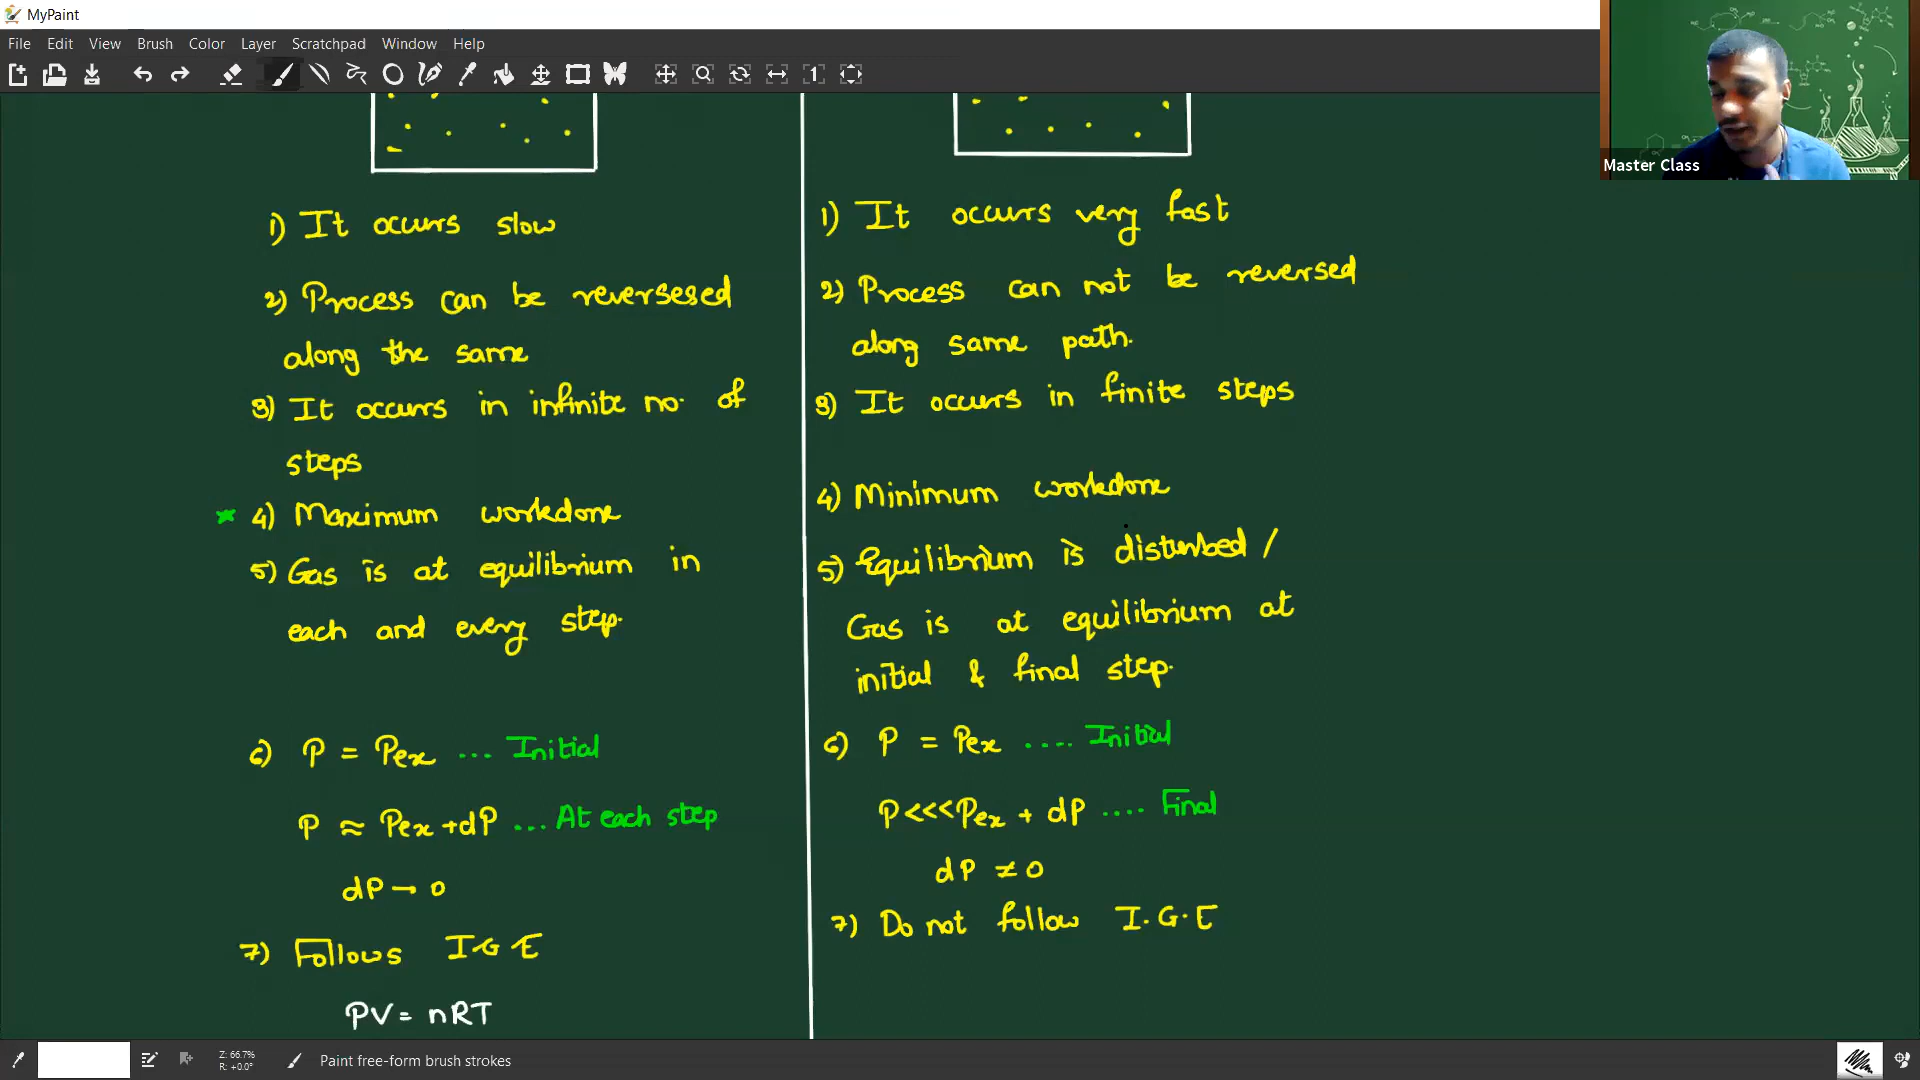 MyPaint
File Edit View Brush Color Layer Scratchpad Window Help
Master Class
1) It occurs slow
2) Process can be reversesed
along the same
3) It occurs in infinite no. of
steps
* 4) Maximum workdone
5) Gas is at equilibrium in
each and every step.
6) P = Pex ... Initial
P ≈ Pex + dP ... At each step
dP → 0
7) Follows I.G E
PV = nRT
1) It occurs very fast
2) Process can not be reversed
along same path.
3) It occurs in finite steps
4) Minimum workdone
5) Equilibrium is disturbed /
Gas is at equilibrium at
initial & final step.
6) P = Pex .... Initial
P <<< Pex + dP .... Final
dP ≠ 0
7) Do not follow I.G.E
Z: 66.7%
R: +0.0°
Paint free-form brush strokes